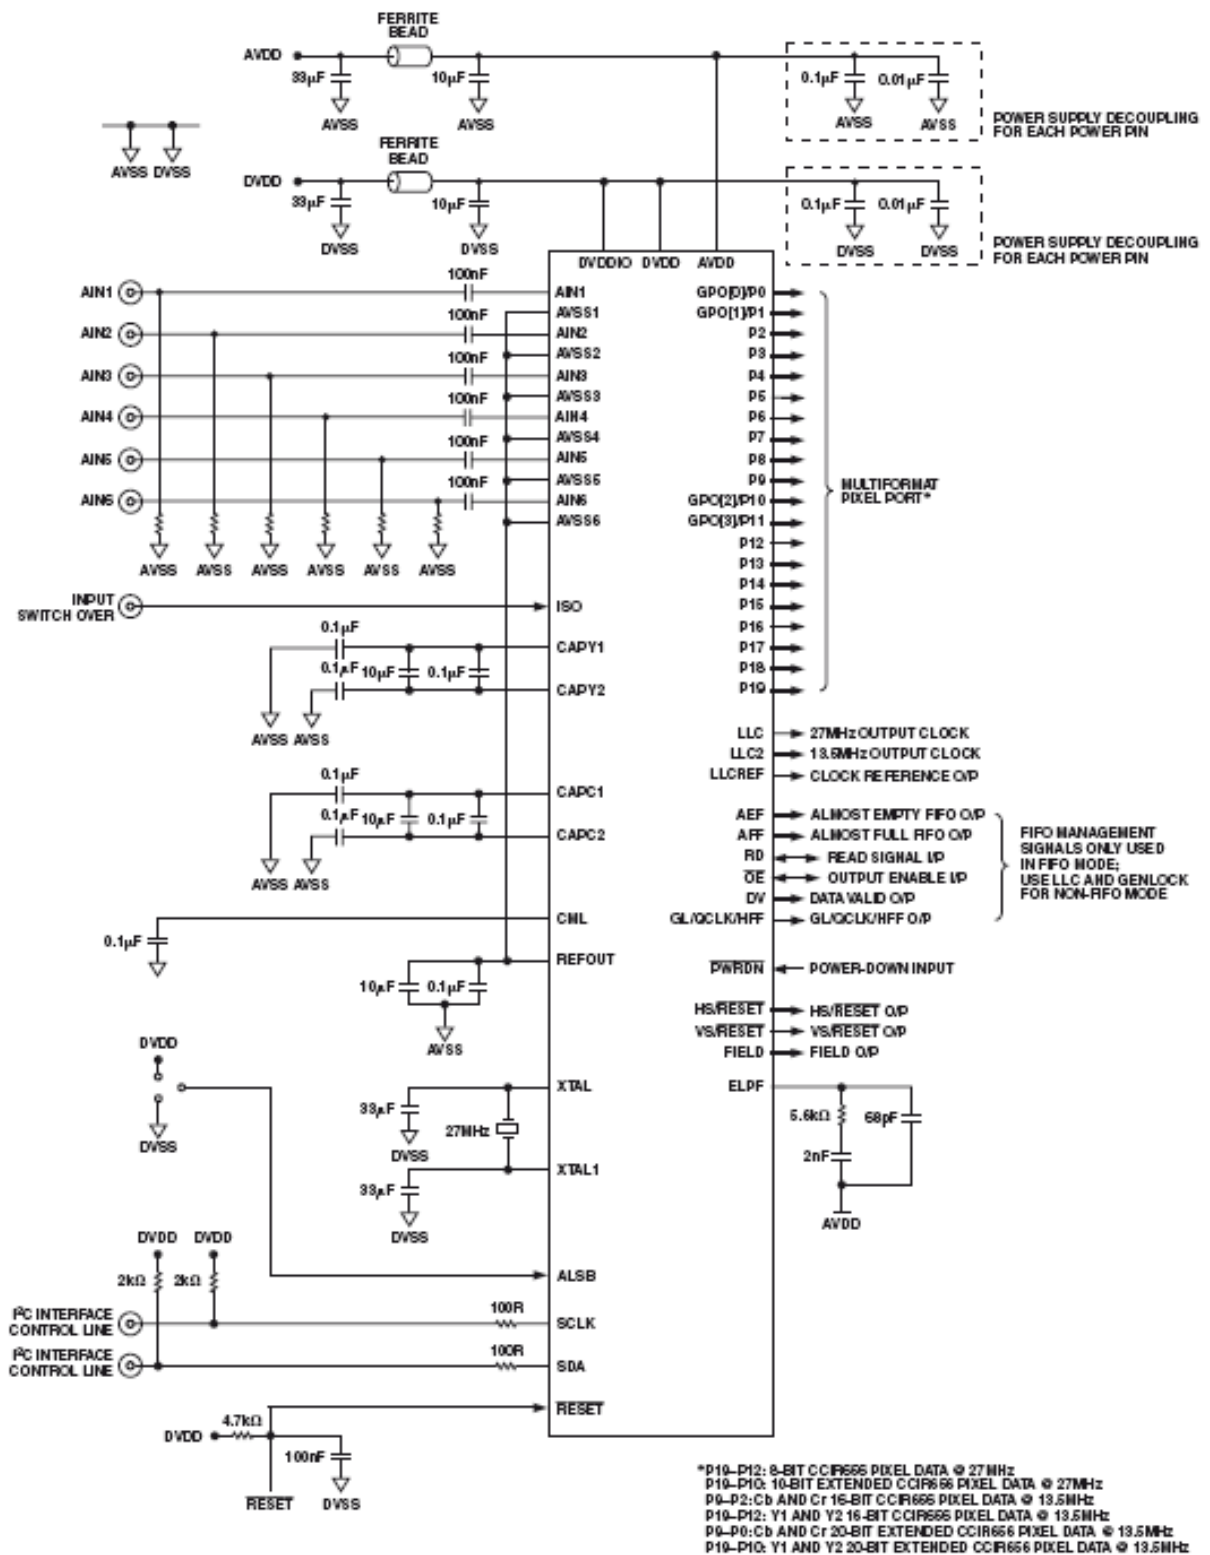 FERRITE
BEAD
AVDD
33µF
10µF
AVSS
AVSS
0.1µF
0.01µF
AVSS
AVSS
POWER SUPPLY DECOUPLING
FOR EACH POWER PIN
AVSS DVSS
FERRITE
BEAD
DVDD
33µF
10µF
DVSS
DVSS
0.1µF
0.01µF
DVSS
DVSS
POWER SUPPLY DECOUPLING
FOR EACH POWER PIN
DVDDIO DVDD AVDD
AIN1
100nF
AIN1
AVSS1
AIN2
100nF
AIN2
AVSS2
AIN3
100nF
AIN3
AVSS3
AIN4
100nF
AIN4
AVSS4
AIN5
100nF
AIN5
AVSS5
AIN6
100nF
AIN6
AVSS6
AVSS AVSS AVSS AVSS AVSS AVSS
GPO[0]/P0
GPO[1]/P1
P2
P3
P4
P5
P6
P7
P8
P9
GPO[2]/P10
GPO[3]/P11
P12
P13
P14
P15
P16
P17
P18
P19
MULTIFORMAT
PIXEL PORT*
INPUT
SWITCH OVER
ISO
0.1µF
CAPY1
0.1µF 10µF 0.1µF
CAPY2
AVSS AVSS
0.1µF
CAPC1
0.1µF 10µF 0.1µF
CAPC2
AVSS AVSS
LLC
27MHz OUTPUT CLOCK
LLC2
13.5MHz OUTPUT CLOCK
LLCREF
CLOCK REFERENCE O/P
AEF
ALMOST EMPTY FIFO O/P
AFF
ALMOST FULL FIFO O/P
RD
READ SIGNAL I/P
OE
OUTPUT ENABLE I/P
DV
DATA VALID O/P
GL/QCLK/HFF
GL/QCLK/HFF O/P
FIFO MANAGEMENT
SIGNALS ONLY USED
IN FIFO MODE;
USE LLC AND GENLOCK
FOR NON-FIFO MODE
CML
0.1µF
REFOUT
10µF 0.1µF
AVSS
PWRDN
POWER-DOWN INPUT
HS/RESET
HS/RESET O/P
VS/RESET
VS/RESET O/P
FIELD
FIELD O/P
DVDD
DVSS
XTAL
33µF
DVSS
27MHz
XTAL1
33µF
DVSS
ELPF
5.6kΩ
68pF
2nF
AVDD
DVDD DVDD
2kΩ 2kΩ
ALSB
I²C INTERFACE
CONTROL LINE
100R
SCLK
I²C INTERFACE
CONTROL LINE
100R
SDA
RESET
4.7kΩ
DVDD
100nF
RESET
DVSS
*P19–P12: 8-BIT CCIR656 PIXEL DATA @ 27MHz
P19–P10: 10-BIT EXTENDED CCIR656 PIXEL DATA @ 27MHz
P9–P2: Cb AND Cr 16-BIT CCIR656 PIXEL DATA @ 13.5MHz
P19–P12: Y1 AND Y2 16-BIT CCIR656 PIXEL DATA @ 13.5MHz
P9–P0: Cb AND Cr 20-BIT EXTENDED CCIR656 PIXEL DATA @ 13.5MHz
P19–P10: Y1 AND Y2 20-BIT EXTENDED CCIR656 PIXEL DATA @ 13.5MHz